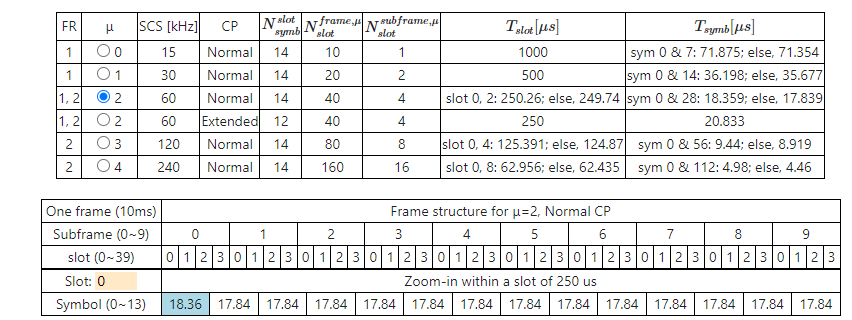 FR μ SCS [kHz] CP N^{slot}_{symb} N^{frame,μ}_{slot} N^{subframe,μ}_{slot} T_{slot}[μs] T_{symb}[μs]
1 0 15 Normal 14 10 1 1000 sym 0 & 7: 71.875; else, 71.354
1 1 30 Normal 14 20 2 500 sym 0 & 14: 36.198; else, 35.677
1, 2 2 60 Normal 14 40 4 slot 0, 2: 250.26; else, 249.74 sym 0 & 28: 18.359; else, 17.839
1, 2 2 60 Extended 12 40 4 250 20.833
2 3 120 Normal 14 80 8 slot 0, 4: 125.391; else, 124.87 sym 0 & 56: 9.44; else, 8.919
2 4 240 Normal 14 160 16 slot 0, 8: 62.956; else, 62.435 sym 0 & 112: 4.98; else, 4.46
One frame (10ms) Frame structure for μ=2, Normal CP
Subframe (0~9) 0 1 2 3 4 5 6 7 8 9
slot (0~39) 0 1 2 3 0 1 2 3 0 1 2 3 0 1 2 3 0 1 2 3 0 1 2 3 0 1 2 3 0 1 2 3 0 1 2 3 0 1 2 3
Slot: 0 Zoom-in within a slot of 250 us
Symbol (0~13) 18.36 17.84 17.84 17.84 17.84 17.84 17.84 17.84 17.84 17.84 17.84 17.84 17.84 17.84